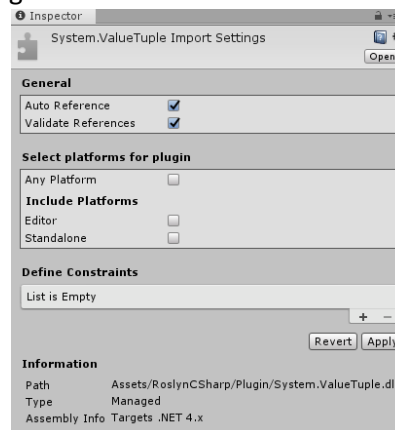 Inspector
System.ValueTuple Import Settings
Open
General
Auto Reference
Validate References
Select platforms for plugin
Any Platform
Include Platforms
Editor
Standalone
Define Constraints
List is Empty
+ −
Revert Apply
Information
Path Assets/RoslynCSharp/Plugin/System.ValueTuple.dl
Type Managed
Assembly Info Targets .NET 4.x